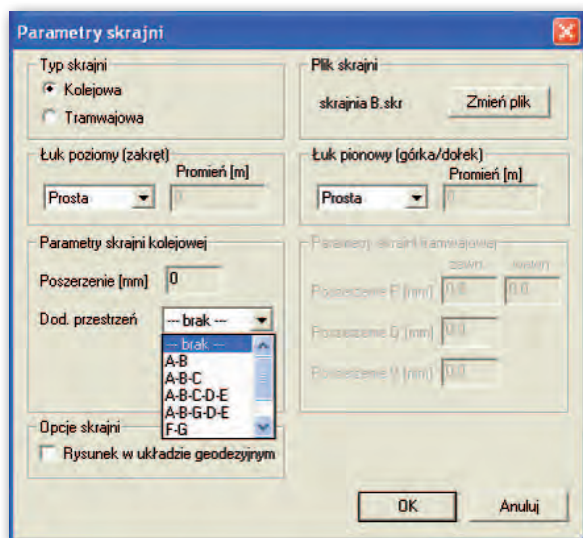 Parametry skrajni
Typ skrajni
Kolejowa
Tramwajowa
Plik skrajni
skrajnia B.skr
Zmień plik
Łuk poziomy (zakręt)
Promień [m]
Prosta
0
Łuk pionowy (górka/dołek)
Promień [m]
Prosta
0
Parametry skrajni kolejowej
Poszerzenie [mm]
0
Dod. przestrzeń
--- brak ---
--- brak ---
A-B
A-B-C
A-B-C-D-E
A-B-G-D-E
F-G
Parametry skrajni tramwajowej
zewn.
wewn.
Poszerzenie P [mm]
0.0
0.0
Poszerzenie Q [mm]
0.0
Poszerzenie W [mm]
0.0
Opcje skrajni
Rysunek w układzie geodezyjnym
OK
Anuluj